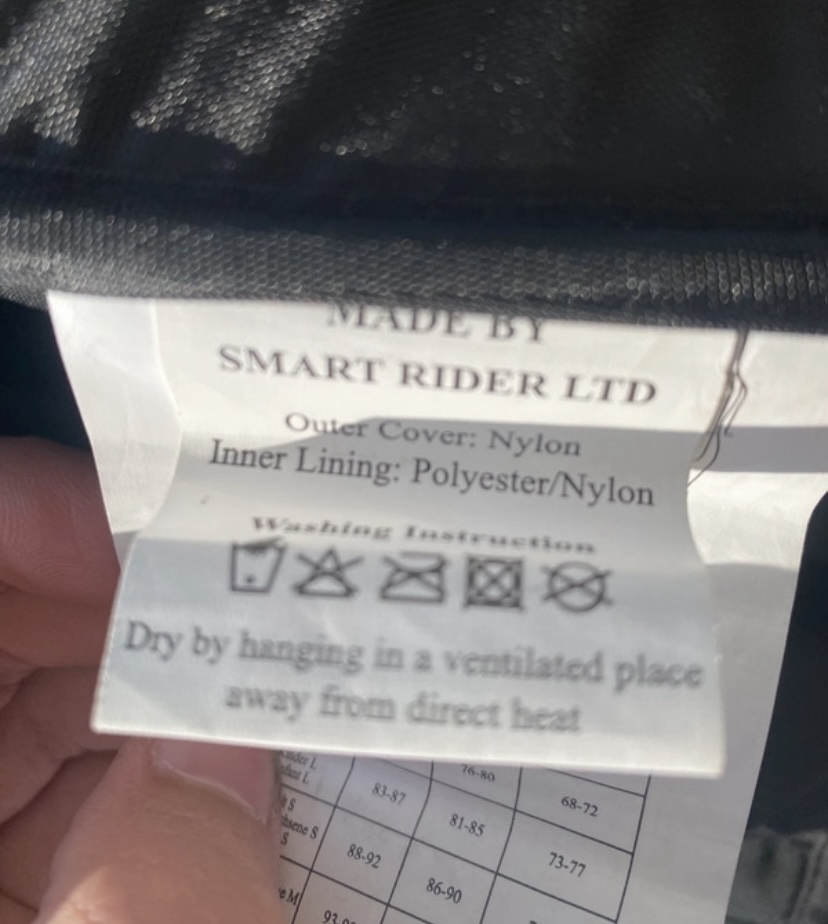 MADE BY
SMART RIDER LTD
Outer Cover: Nylon
Inner Lining: Polyester/Nylon
Washing Instruction
Dry by hanging in a ventilated place
away from direct heat
L
76-80
L
83-87
68-72
S
81-85
S
S
88-92
73-77
86-90
M